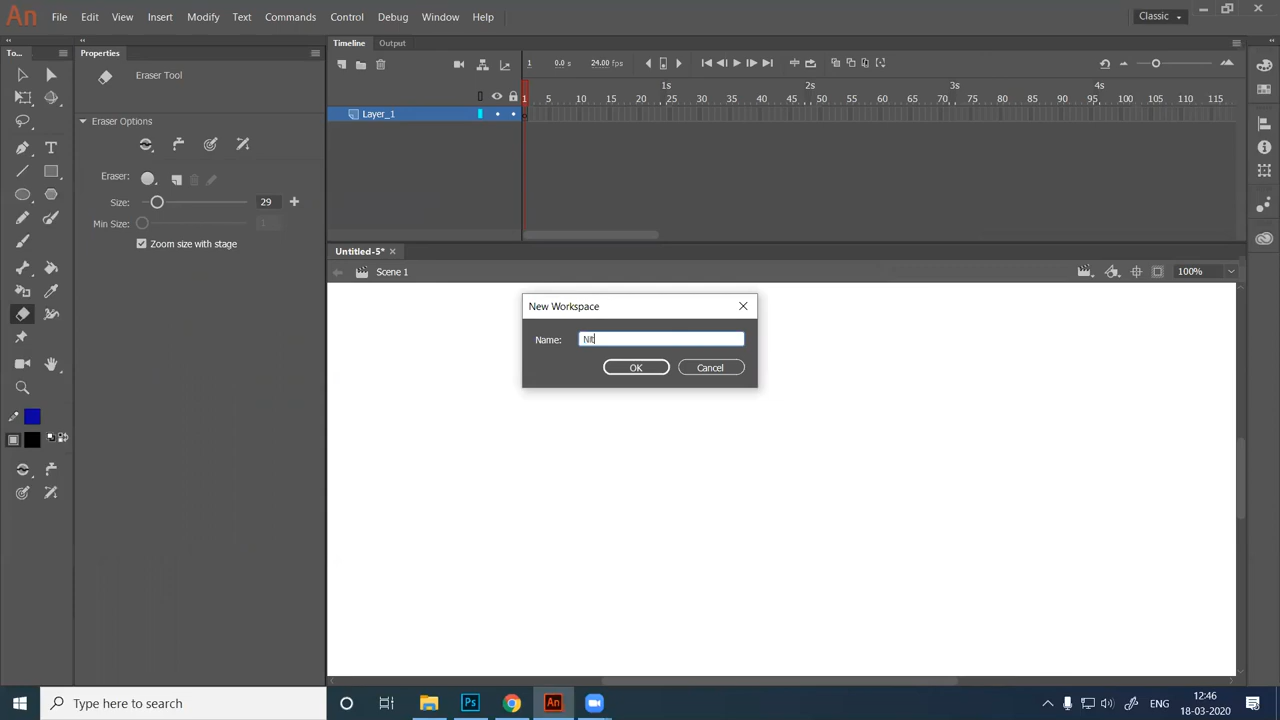 An File Edit View Insert Modify Text Commands Control Debug Window Help Classic
To... Properties Timeline Output
Eraser Tool 1 0.0 s 24.00 fps
1s 2s 3s 4s
1 5 10 15 20 25 30 35 40 45 50 55 60 65 70 75 80 85 90 95 100 105 110 115
Layer_1
Eraser Options
Eraser:
Size: 29
Min Size: 1
Zoom size with stage
Untitled-5*
Scene 1 100%
New Workspace
Name: Nit
OK Cancel
Type here to search Ps An ENG 12:46
18-03-2020